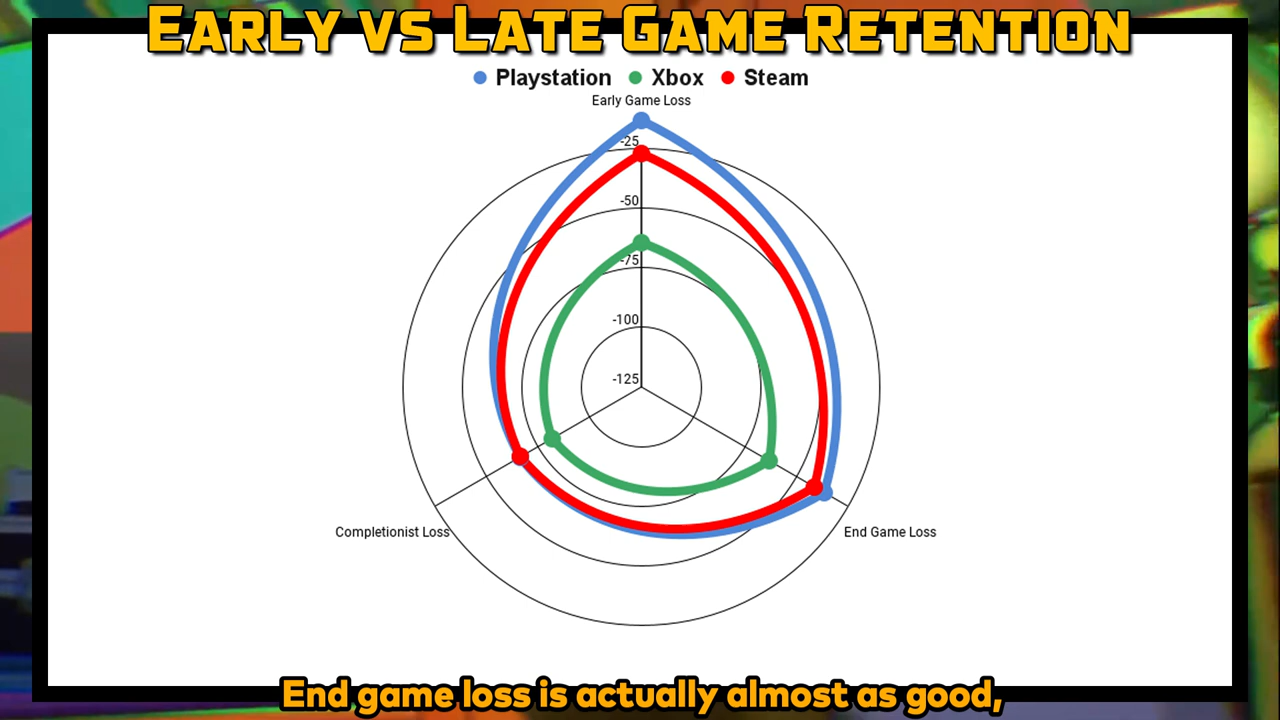 EARLY VS LATE GAME RETENTION
Playstation Xbox Steam
Early Game Loss
-25
-50
-75
-100
-125
Completionist Loss
End Game Loss
End game loss is actually almost as good,